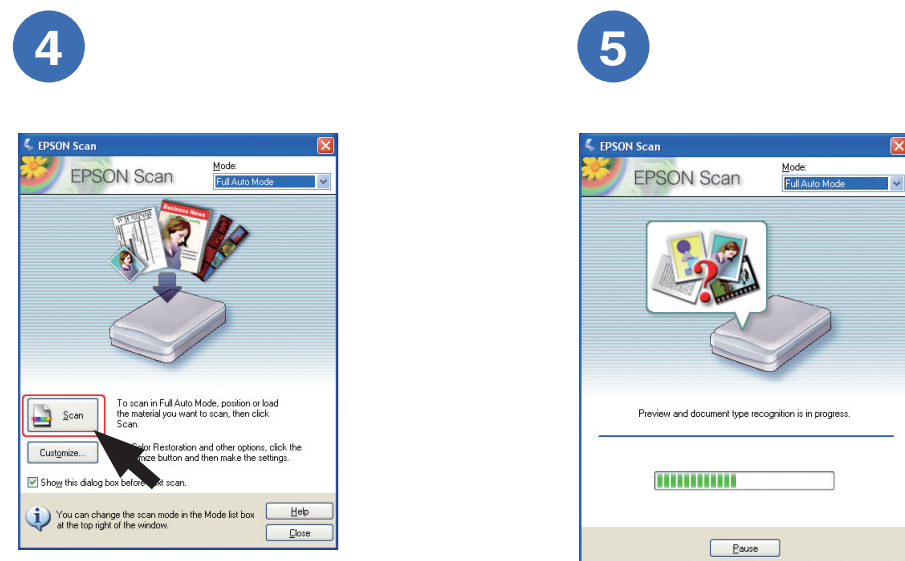 4
EPSON Scan
EPSON Scan
Mode:
Full Auto Mode
Business News
Scan
To scan in Full Auto Mode, position or load
the material you want to scan, then click
Scan.
Customize...
Color Restoration and other options, click the
button and then make the settings.
Show this dialog box before scan.
You can change the scan mode in the Mode list box
at the top right of the window.
Help
Close
5
EPSON Scan
EPSON Scan
Mode:
Full Auto Mode
?
Preview and document type recognition is in progress.
Pause